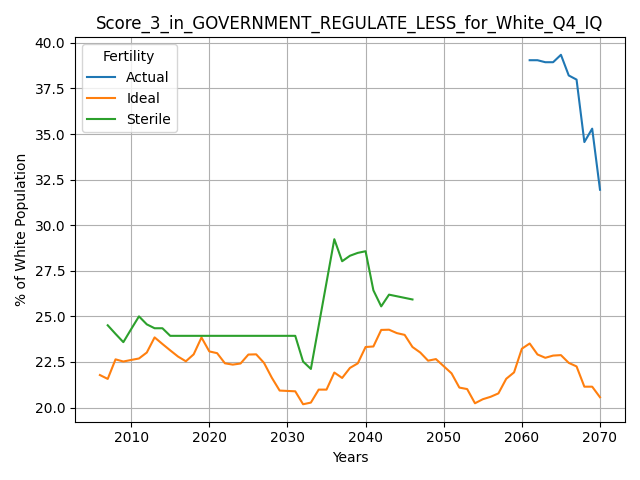 Score_3_in_GOVERNMENT_REGULATE_LESS_for_White_Q4_IQ
Fertility
Actual
Ideal
Sterile
% of White Population
40.0
37.5
35.0
32.5
30.0
27.5
25.0
22.5
20.0
2010 2020 2030 2040 2050 2060 2070
Years